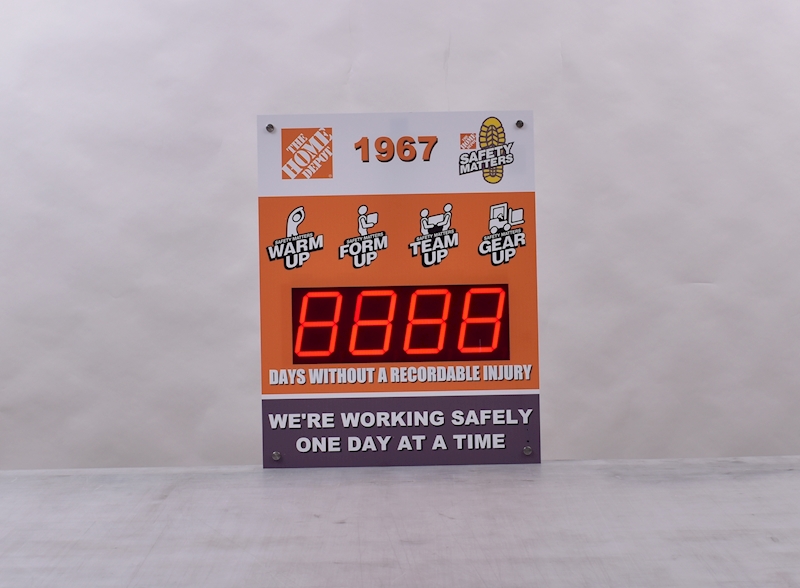 THE HOME DEPOT
1967
THE HOME DEPOT
SAFETY MATTERS
SAFETY MATTERS
WARM UP
SAFETY MATTERS
FORM UP
SAFETY MATTERS
TEAM UP
SAFETY MATTERS
GEAR UP
8888
DAYS WITHOUT A RECORDABLE INJURY
WE'RE WORKING SAFELY
ONE DAY AT A TIME